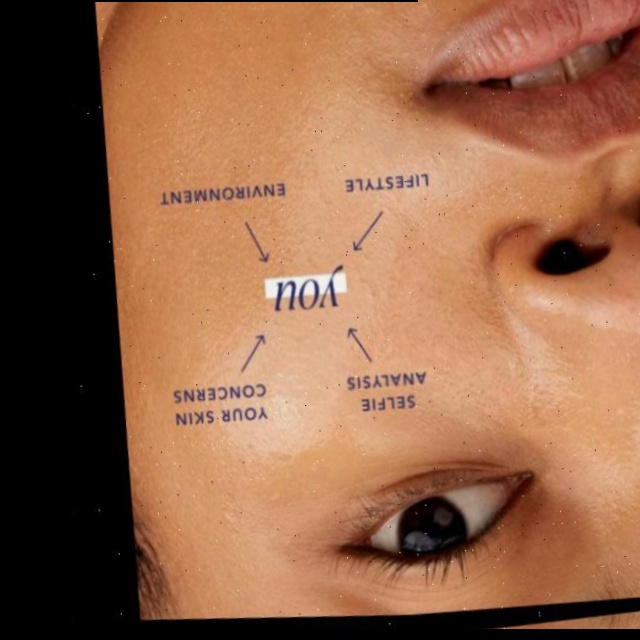 SELFIE
ANALYSIS
YOUR SKIN
CONCERNS
you
LIFESTYLE
ENVIRONMENT